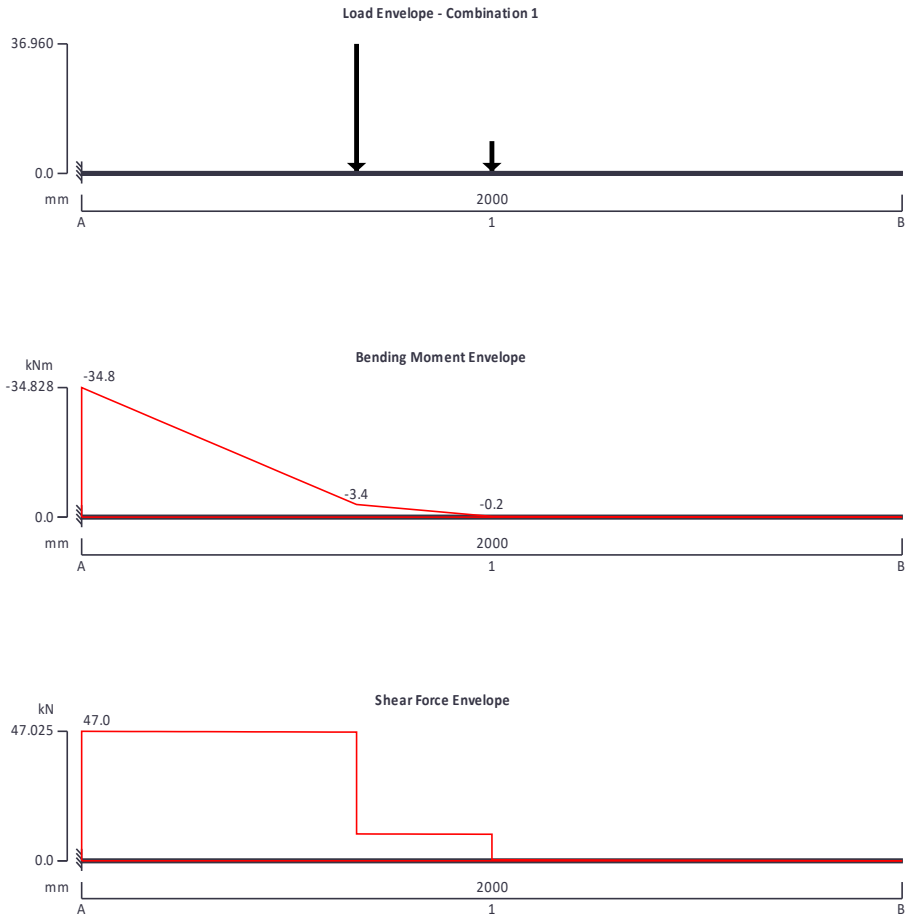 Load Envelope - Combination 1
36.960
0.0
mm
2000
A
1
B
Bending Moment Envelope
kNm
-34.828
-34.8
-3.4
-0.2
0.0
mm
2000
A
1
B
Shear Force Envelope
kN
47.025
47.0
0.0
mm
2000
A
1
B